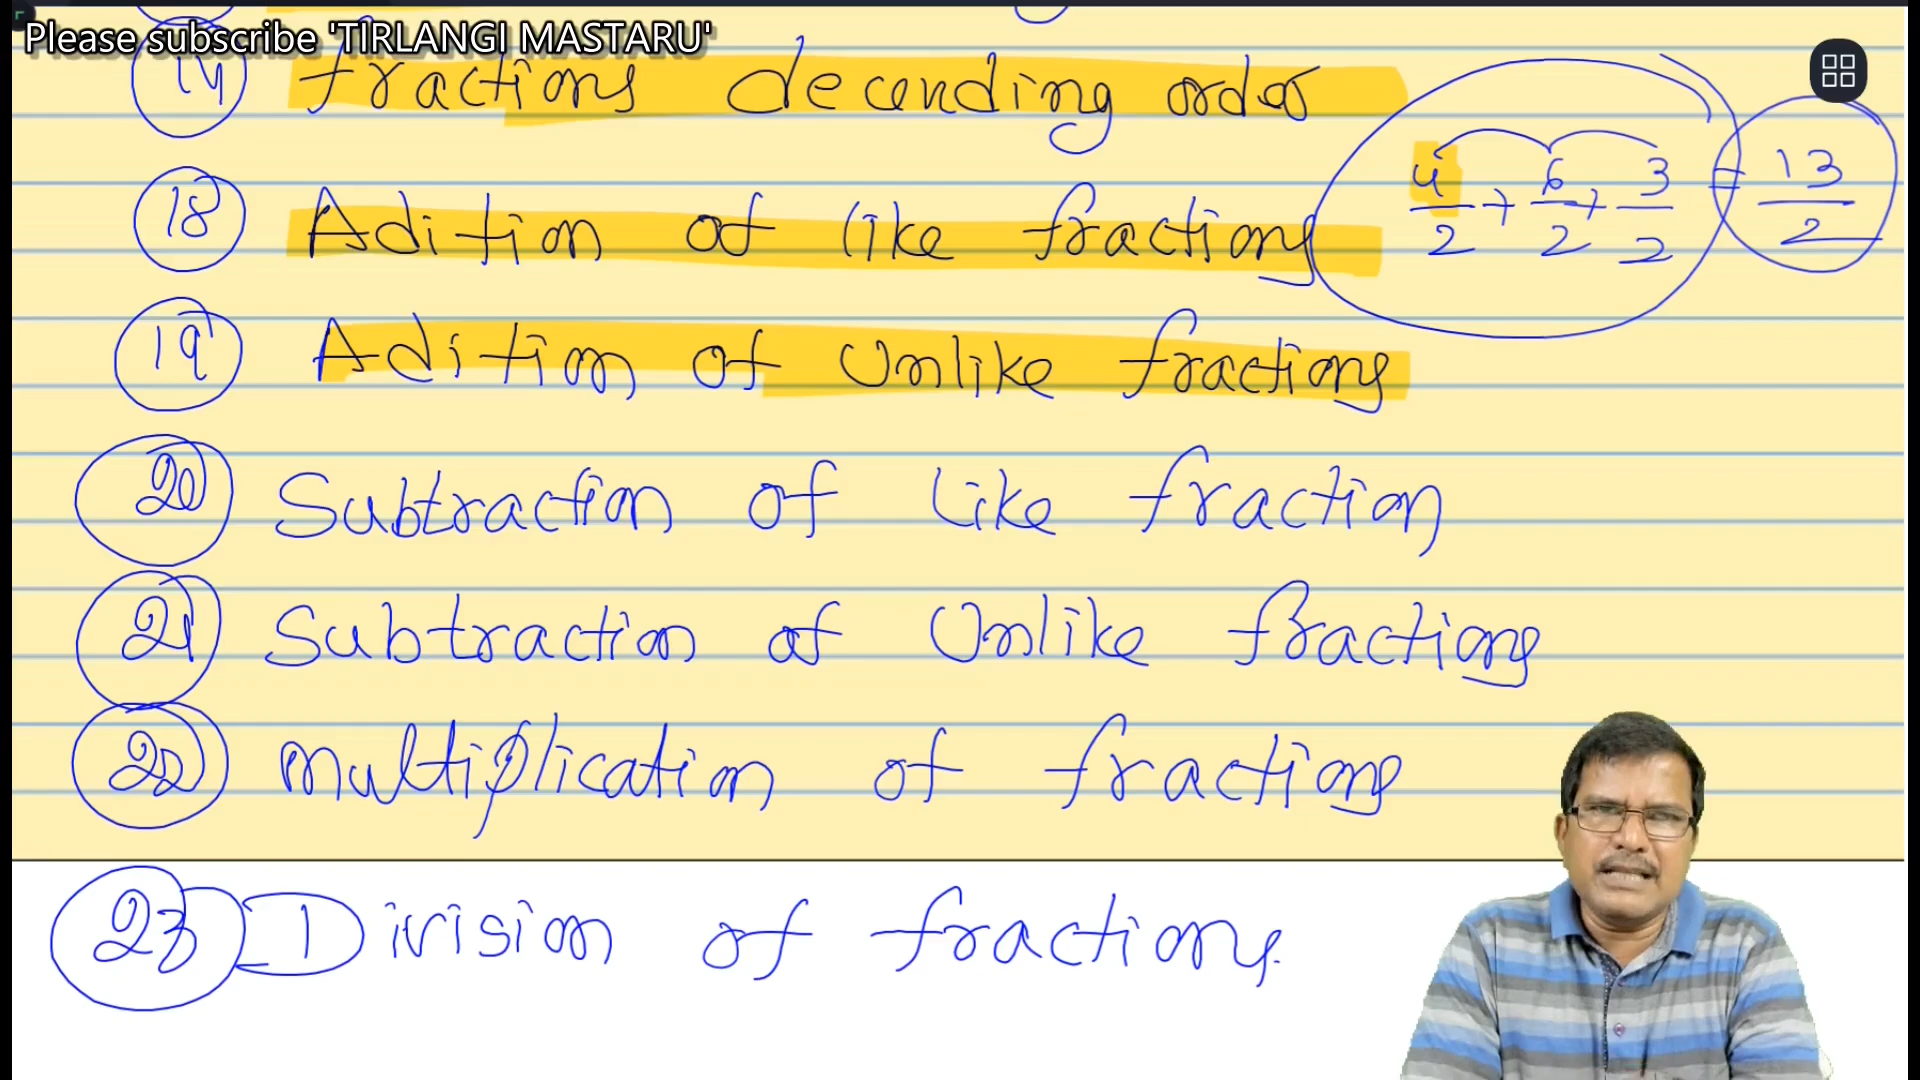 Please subscribe 'TIRLANGI MASTARU'
14 fractions decending order
18 Adition of like fractions 4/2 + 6/2 + 3/2 = 13/2
19 Adition of Unlike fractions
20 Subtraction of Like fraction
21 Subtraction of Unlike fractions
22 multiplication of fractions
23 Division of fractions.